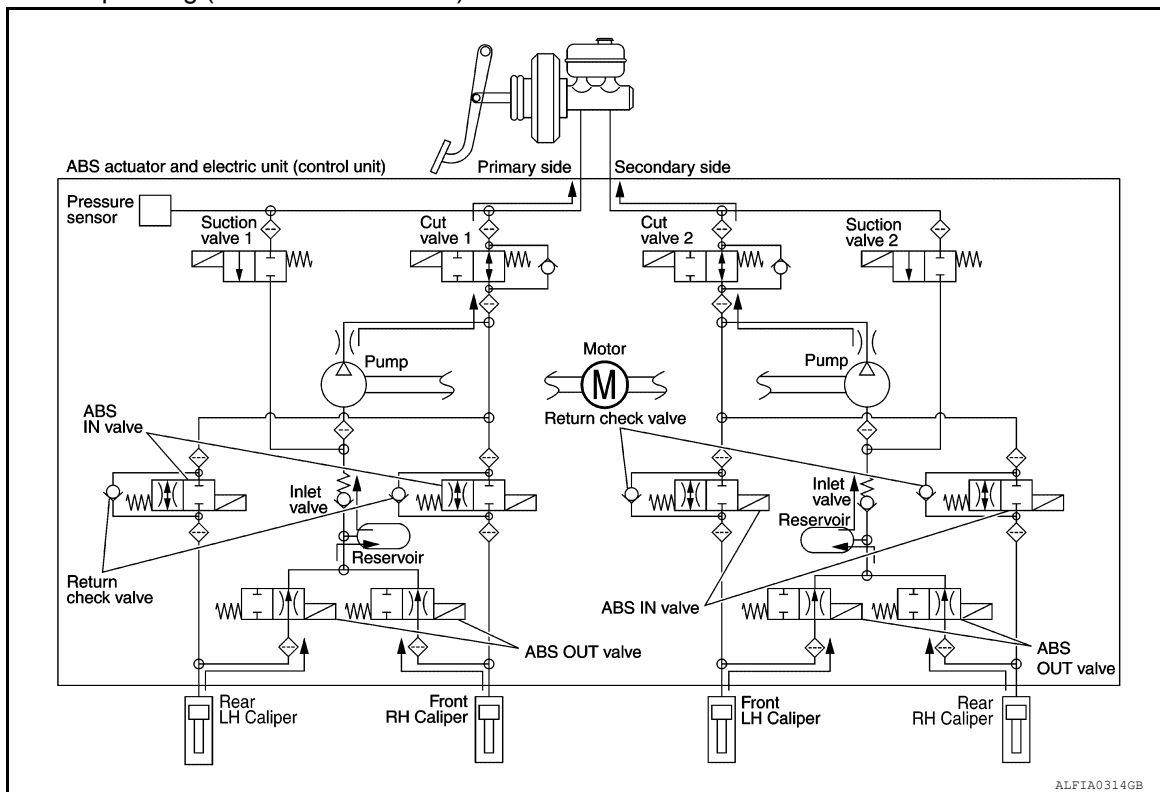 ABS actuator and electric unit (control unit)
Primary side
Secondary side
Pressure
sensor
Suction
valve 1
Cut
valve 1
Cut
valve 2
Suction
valve 2
Pump
Motor
M
Pump
Return check valve
ABS
IN valve
Inlet
valve
Reservoir
Inlet
valve
Reservoir
Return
check valve
ABS IN valve
ABS OUT valve
ABS
OUT valve
Rear
LH Caliper
Front
RH Caliper
Front
LH Caliper
Rear
RH Caliper
ALFIA0314GB